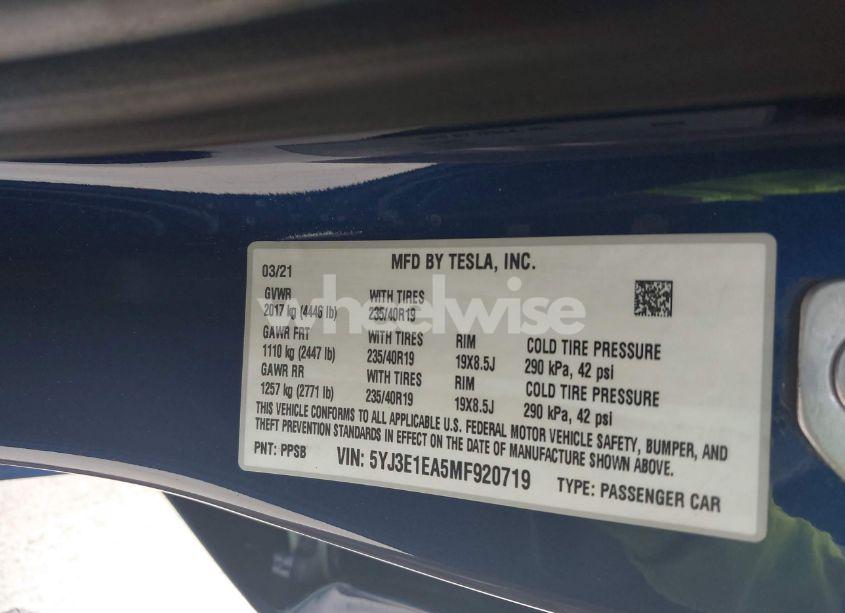 MFD BY TESLA, INC.
03/21
GVWR WITH TIRES
2017 kg (4446 lb) 235/40R19
GAWR FRT WITH TIRES RIM COLD TIRE PRESSURE
1110 kg (2447 lb) 235/40R19 19X8.5J 290 kPa, 42 psi
GAWR RR WITH TIRES RIM COLD TIRE PRESSURE
1257 kg (2771 lb) 235/40R19 19X8.5J 290 kPa, 42 psi
THIS VEHICLE CONFORMS TO ALL APPLICABLE U.S. FEDERAL MOTOR VEHICLE SAFETY, BUMPER, AND
THEFT PREVENTION STANDARDS IN EFFECT ON THE DATE OF MANUFACTURE SHOWN ABOVE.
PNT: PPSB VIN: 5YJ3E1EA5MF920719 TYPE: PASSENGER CAR
wheelwise